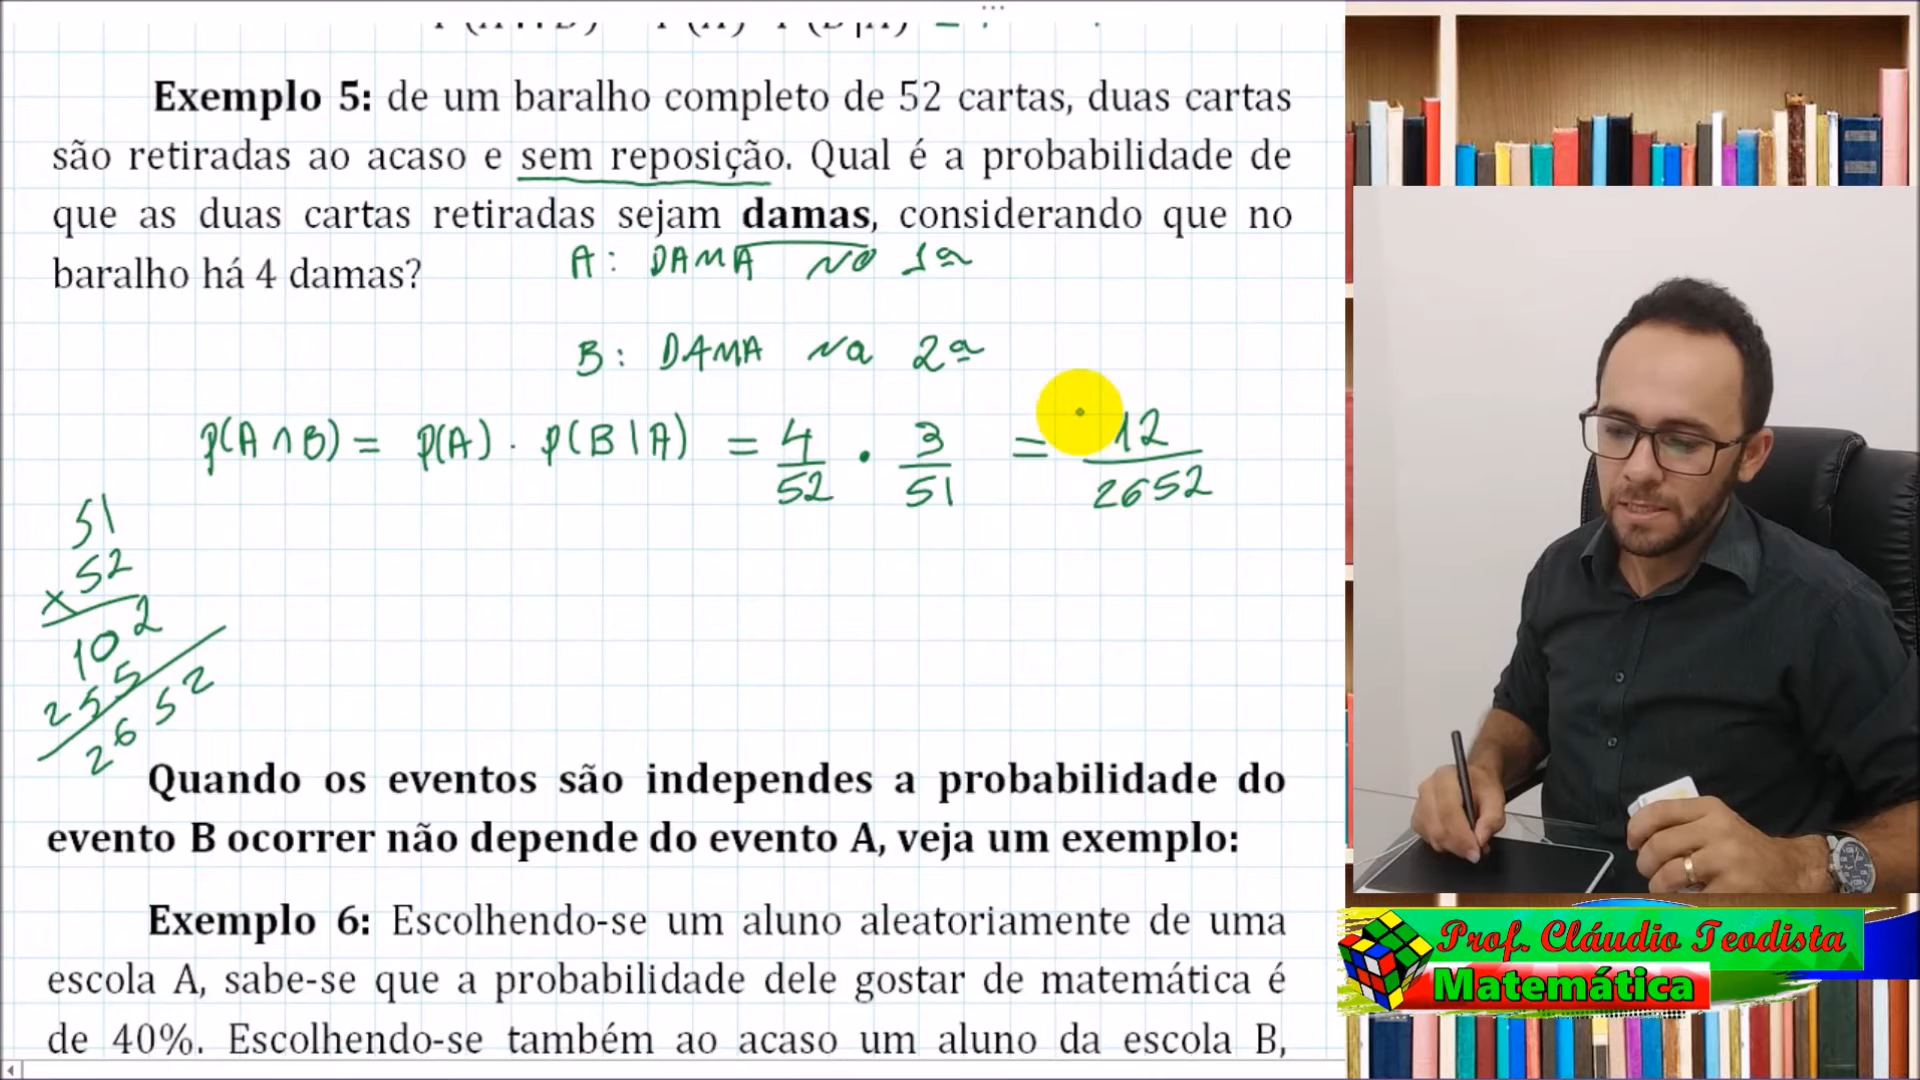 Exemplo 5: de um baralho completo de 52 cartas, duas cartas
são retiradas ao acaso e sem reposição. Qual é a probabilidade de
que as duas cartas retiradas sejam damas, considerando que no
baralho há 4 damas?
A: DAMA NO 1ª
B: DAMA Na 2ª
P(A ∩ B) = P(A) · P(B|A) = 4/52 · 3/51 = 12/2652
51
x 52
102
255
2652
Quando os eventos são independes a probabilidade do
evento B ocorrer não depende do evento A, veja um exemplo:
Exemplo 6: Escolhendo-se um aluno aleatoriamente de uma
escola A, sabe-se que a probabilidade dele gostar de matemática é
de 40%. Escolhendo-se também ao acaso um aluno da escola B,
Prof. Cláudio Teodista
Matemática